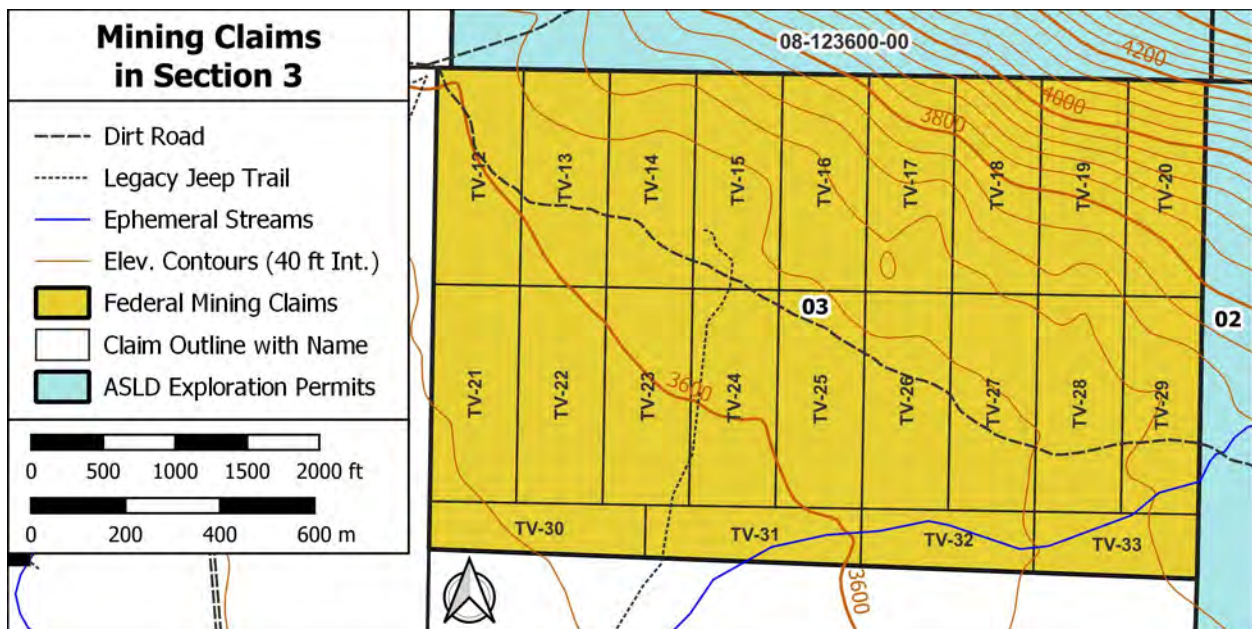 Mining Claims
in Section 3
Dirt Road
Legacy Jeep Trail
Ephemeral Streams
Elev. Contours (40 ft Int.)
Federal Mining Claims
Claim Outline with Name
ASLD Exploration Permits
0 500 1000 1500 2000 ft
0 200 400 600 m
08-123600-00
4200
4000
3800
TV-12 TV-13 TV-14 TV-15 TV-16 TV-17 TV-18 TV-19 TV-20
03
02
3600
TV-21 TV-22 TV-23 TV-24 TV-25 TV-26 TV-27 TV-28 TV-29
TV-30 TV-31 TV-32 TV-33
3600